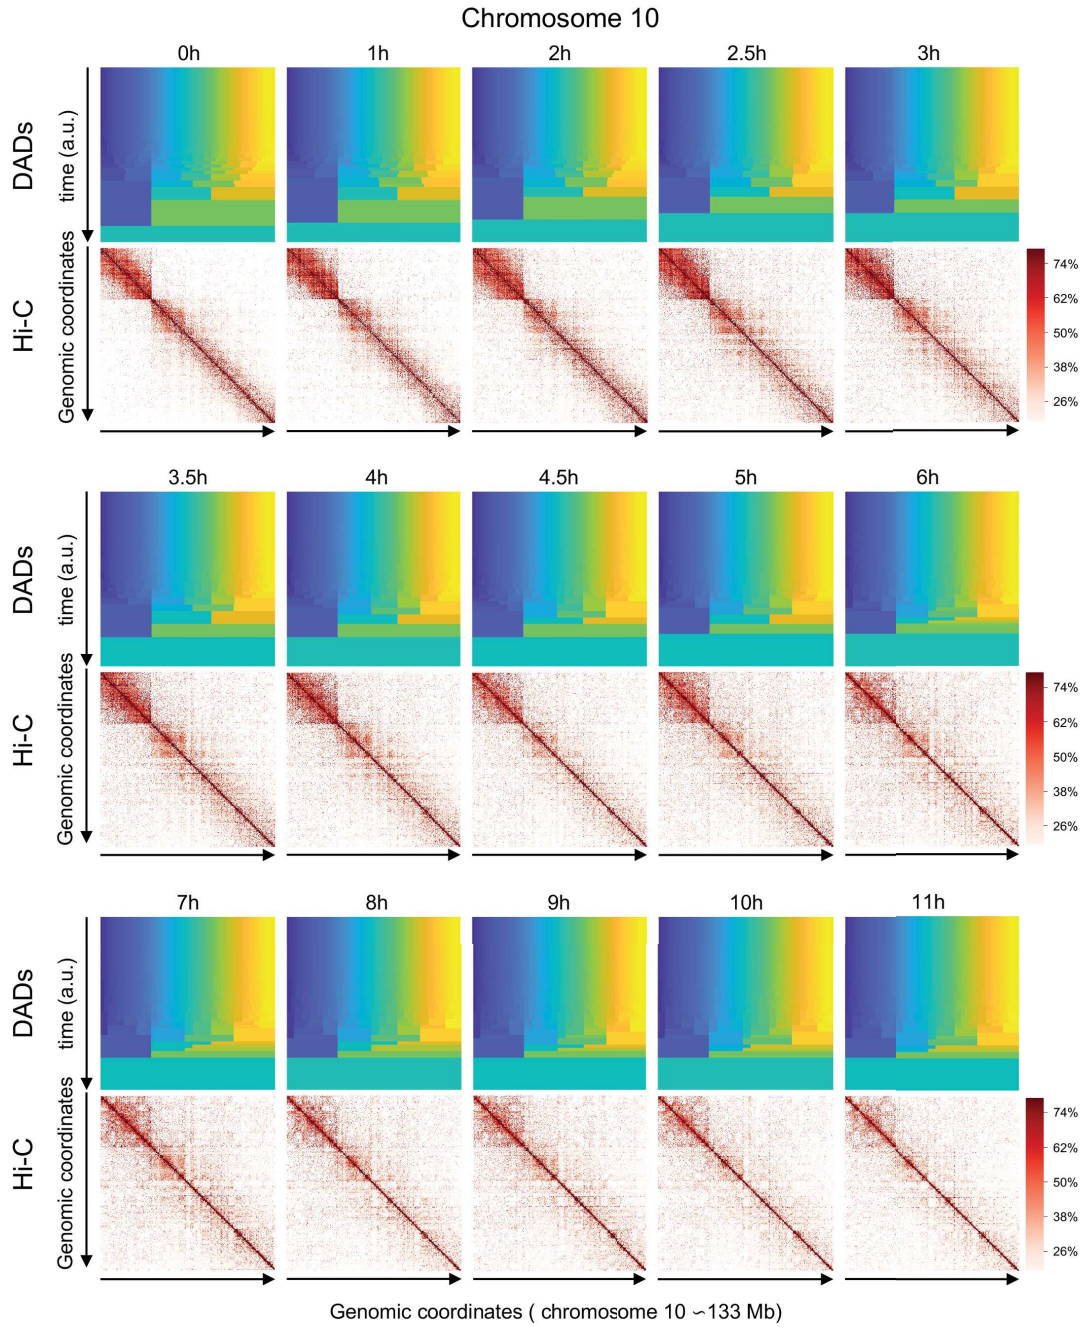 Chromosome 10
0h 1h 2h 2.5h 3h
DADs
time (a.u.)
Hi-C
Genomic coordinates
74%
62%
50%
38%
26%
3.5h 4h 4.5h 5h 6h
DADs
time (a.u.)
Hi-C
Genomic coordinates
74%
62%
50%
38%
26%
7h 8h 9h 10h 11h
DADs
time (a.u.)
Hi-C
Genomic coordinates
74%
62%
50%
38%
26%
Genomic coordinates ( chromosome 10 ∽133 Mb)